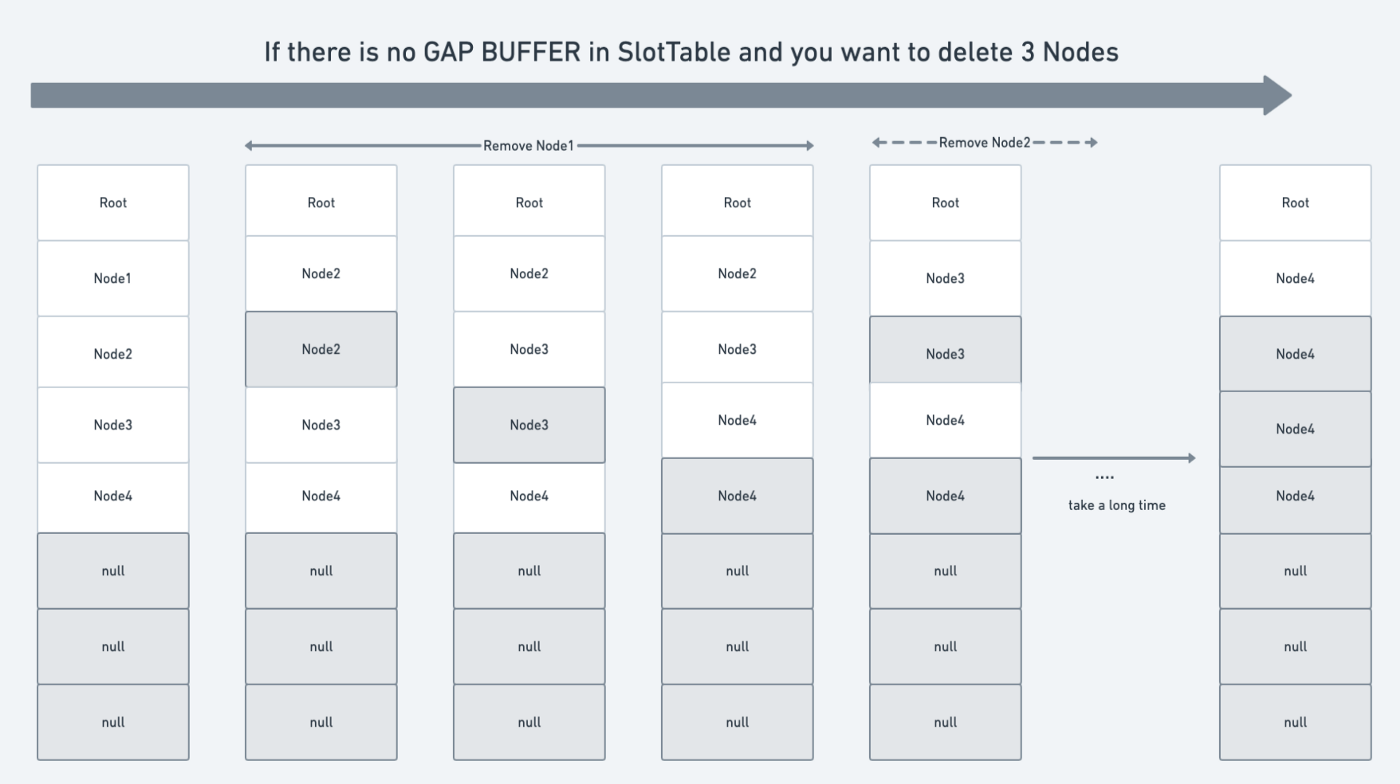 If there is no GAP BUFFER in SlotTable and you want to delete 3 Nodes
Remove Node1
Remove Node2
Root
Node1
Node2
Node3
Node4
null
null
null
Root
Node2
Node2
Node3
Node4
null
null
null
Root
Node2
Node3
Node3
Node4
null
null
null
Root
Node2
Node3
Node4
Node4
null
null
null
Root
Node3
Node3
Node4
Node4
null
null
null
....
take a long time
Root
Node4
Node4
Node4
Node4
null
null
null